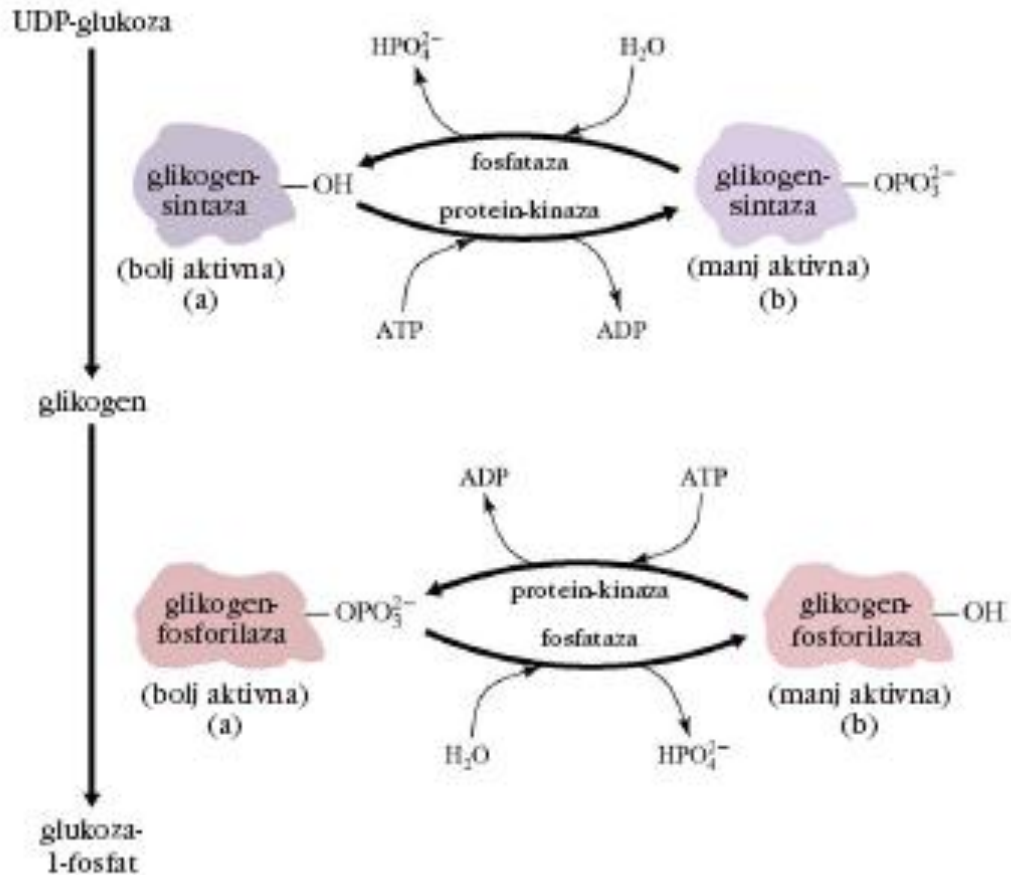 UDP-glukoza
HPO₄²⁻
H₂O
fosfataza
glikogen-
sintaza
OH
protein-kinaza
glikogen-
sintaza
OPO₃²⁻
(bolj aktivna)
(a)
(manj aktivna)
(b)
ATP
ADP
glikogen
ADP
ATP
protein-kinaza
glikogen-
fosforilaza
OPO₃²⁻
fosfataza
glikogen-
fosforilaza
OH
(bolj aktivna)
(a)
(manj aktivna)
(b)
H₂O
HPO₄²⁻
glukoza-
1-fosfat